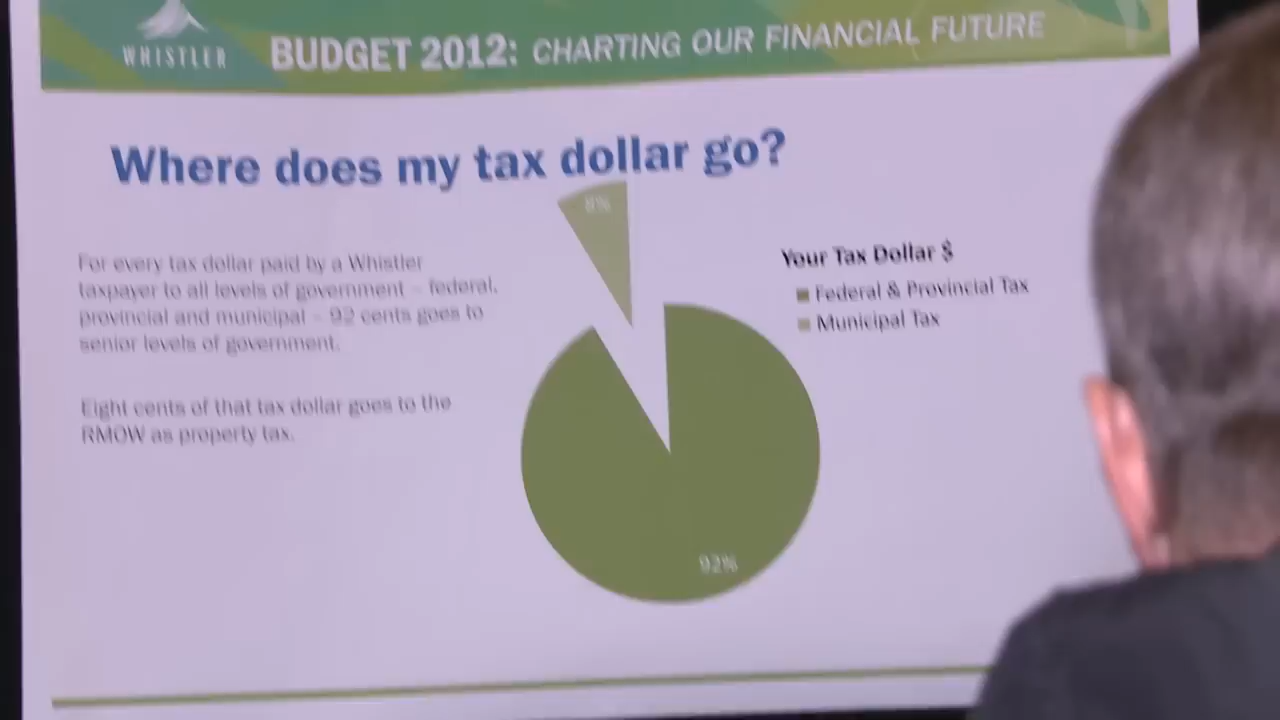 WHISTLER
BUDGET 2012: CHARTING OUR FINANCIAL FUTURE
Where does my tax dollar go?
8%
For every tax dollar paid by a Whistler
taxpayer to all levels of government – federal,
provincial and municipal – 92 cents goes to
senior levels of government.
Eight cents of that tax dollar goes to the
RMOW as property tax.
Your Tax Dollar $
Federal & Provincial Tax
Municipal Tax
92%